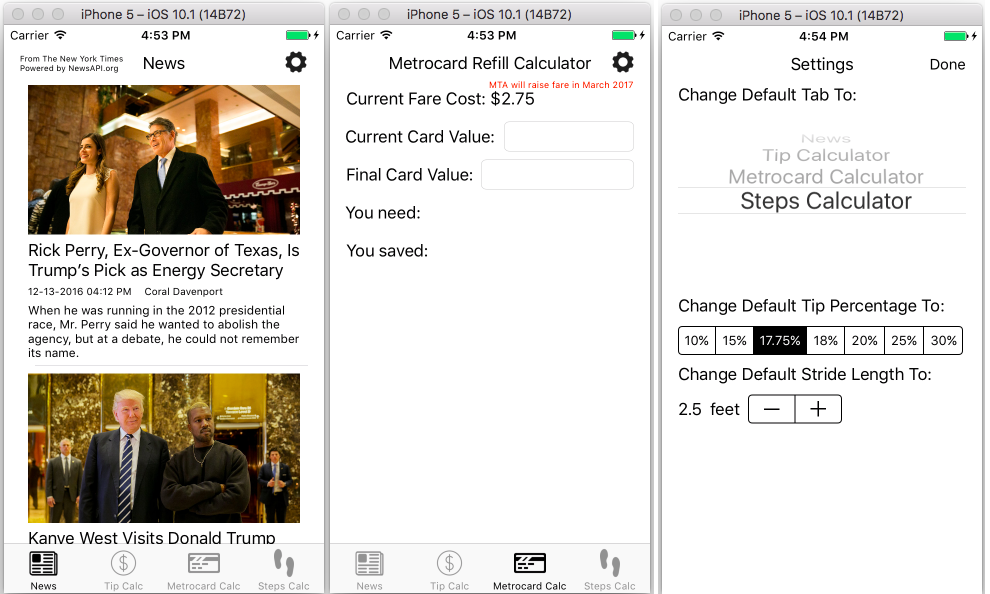 iPhone 5 – iOS 10.1 (14B72)
Carrier 4:53 PM
From The New York Times
Powered by NewsAPI.org
News
Rick Perry, Ex-Governor of Texas, Is
Trump’s Pick as Energy Secretary
12-13-2016 04:12 PM Coral Davenport
When he was running in the 2012 presidential
race, Mr. Perry said he wanted to abolish the
agency, but at a debate, he could not remember
its name.
Kanye West Visits Donald Trump
News Tip Calc Metrocard Calc Steps Calc
iPhone 5 – iOS 10.1 (14B72)
Carrier 4:53 PM
Metrocard Refill Calculator
MTA will raise fare in March 2017
Current Fare Cost: $2.75
Current Card Value:
Final Card Value:
You need:
You saved:
News Tip Calc Metrocard Calc Steps Calc
iPhone 5 – iOS 10.1 (14B72)
Carrier 4:54 PM
Settings Done
Change Default Tab To:
News
Tip Calculator
Metrocard Calculator
Steps Calculator
Change Default Tip Percentage To:
10% 15% 17.75% 18% 20% 25% 30%
Change Default Stride Length To:
2.5 feet − +